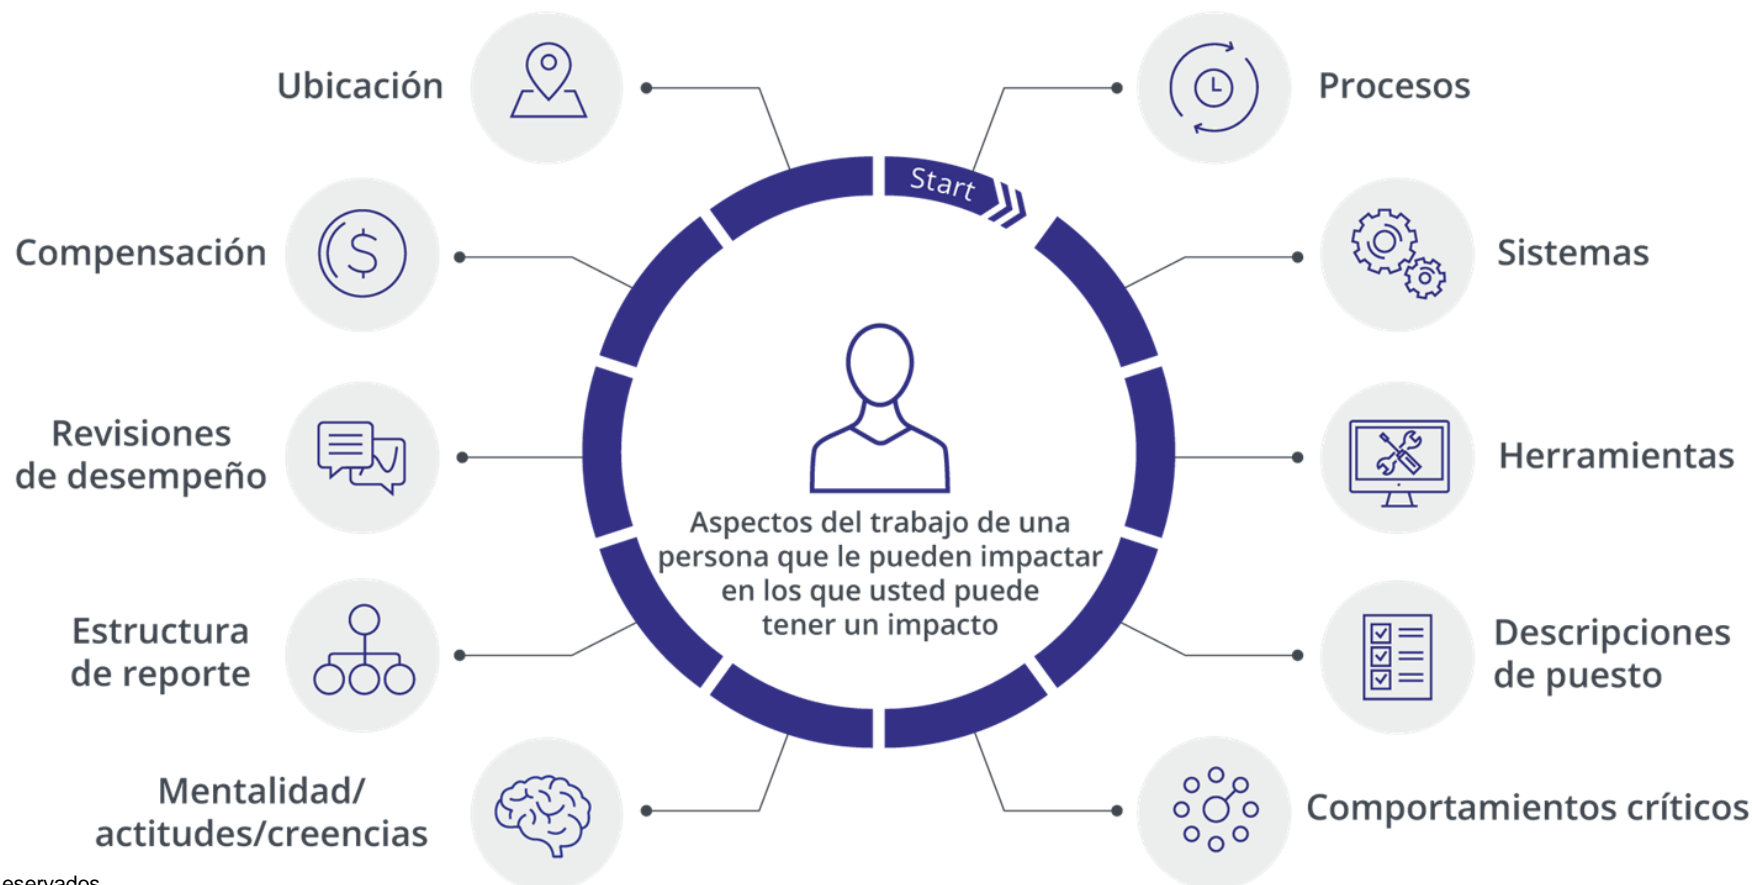 Ubicación
Procesos
Start
Compensación
Sistemas
Revisiones
de desempeño
Herramientas
Aspectos del trabajo de una
persona que le pueden impactar
en los que usted puede
tener un impacto
Estructura
de reporte
Descripciones
de puesto
Mentalidad/
actitudes/creencias
Comportamientos críticos
eservados